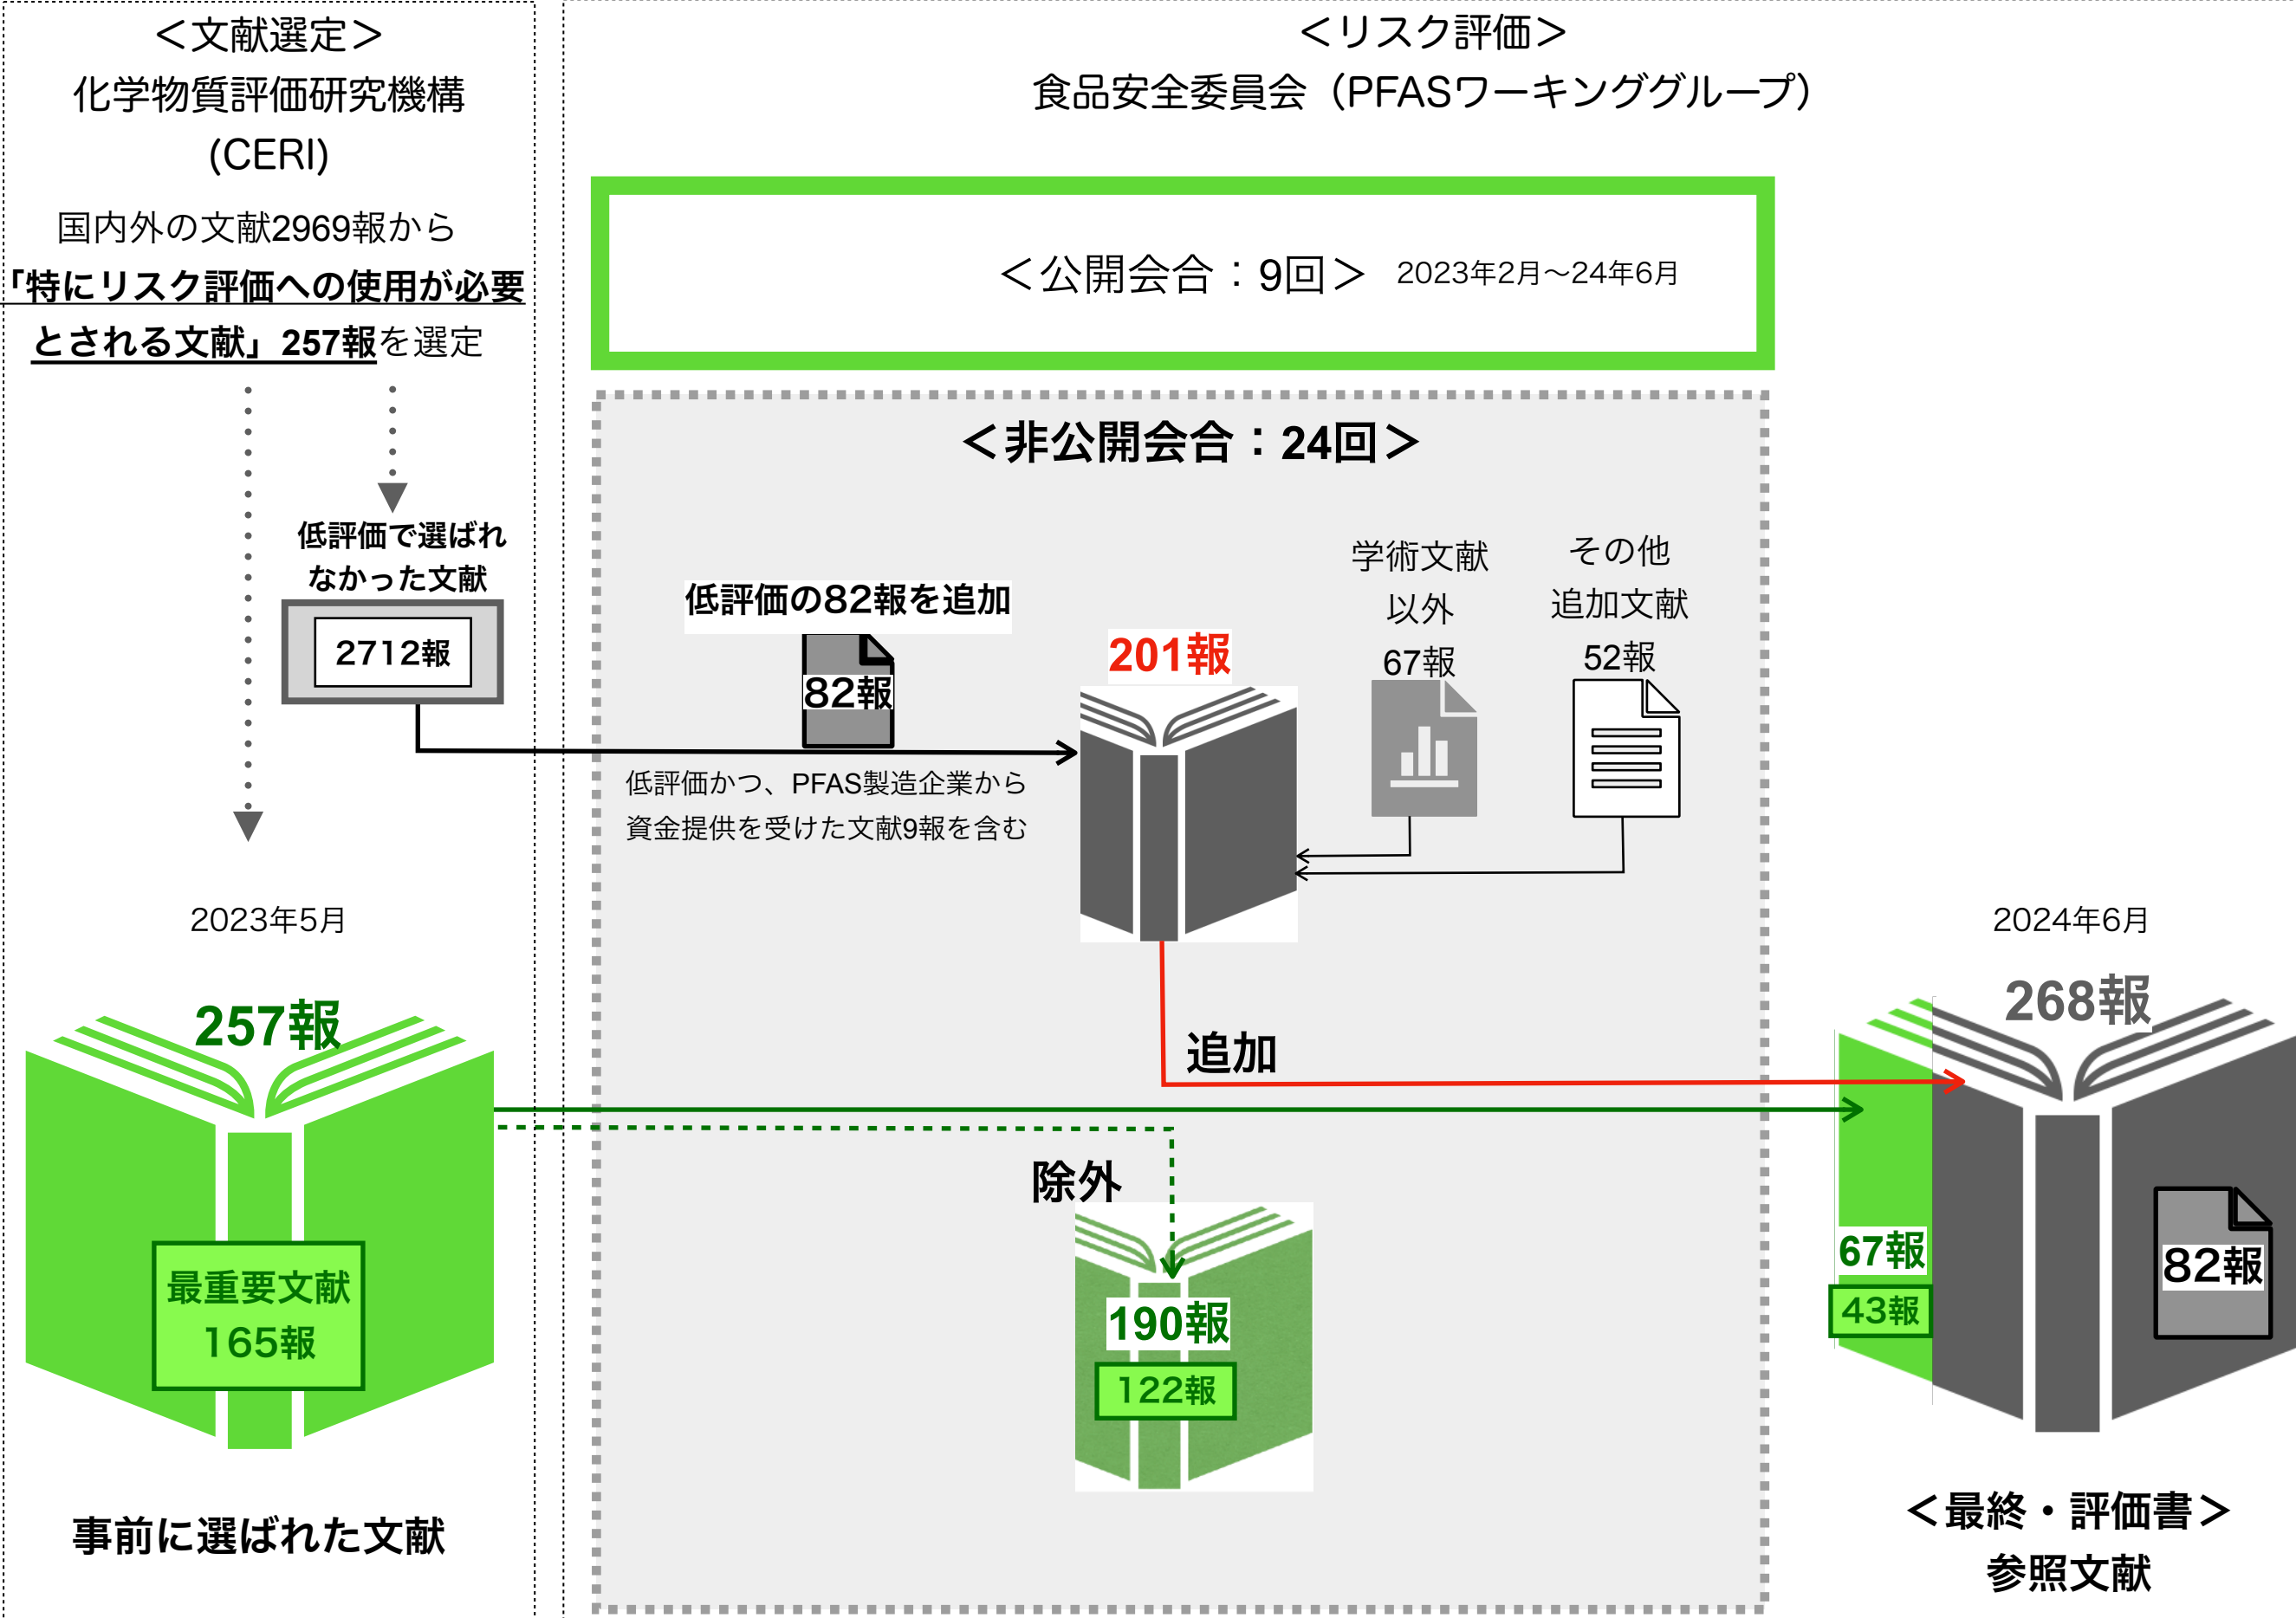 ＜文献選定＞
化学物質評価研究機構
(CERI)
国内外の文献2969報から
「特にリスク評価への使用が必要
とされる文献」257報を選定
低評価で選ばれ
なかった文献
2712報
2023年5月
257報
最重要文献
165報
事前に選ばれた文献
＜リスク評価＞
食品安全委員会（PFASワーキンググループ）
＜公開会合：9回＞ 2023年2月〜24年6月
＜非公開会合：24回＞
低評価の82報を追加
82報
低評価かつ、PFAS製造企業から
資金提供を受けた文献9報を含む
201報
学術文献
以外
67報
その他
追加文献
52報
追加
除外
190報
122報
2024年6月
268報
67報
43報
82報
＜最終・評価書＞
参照文献